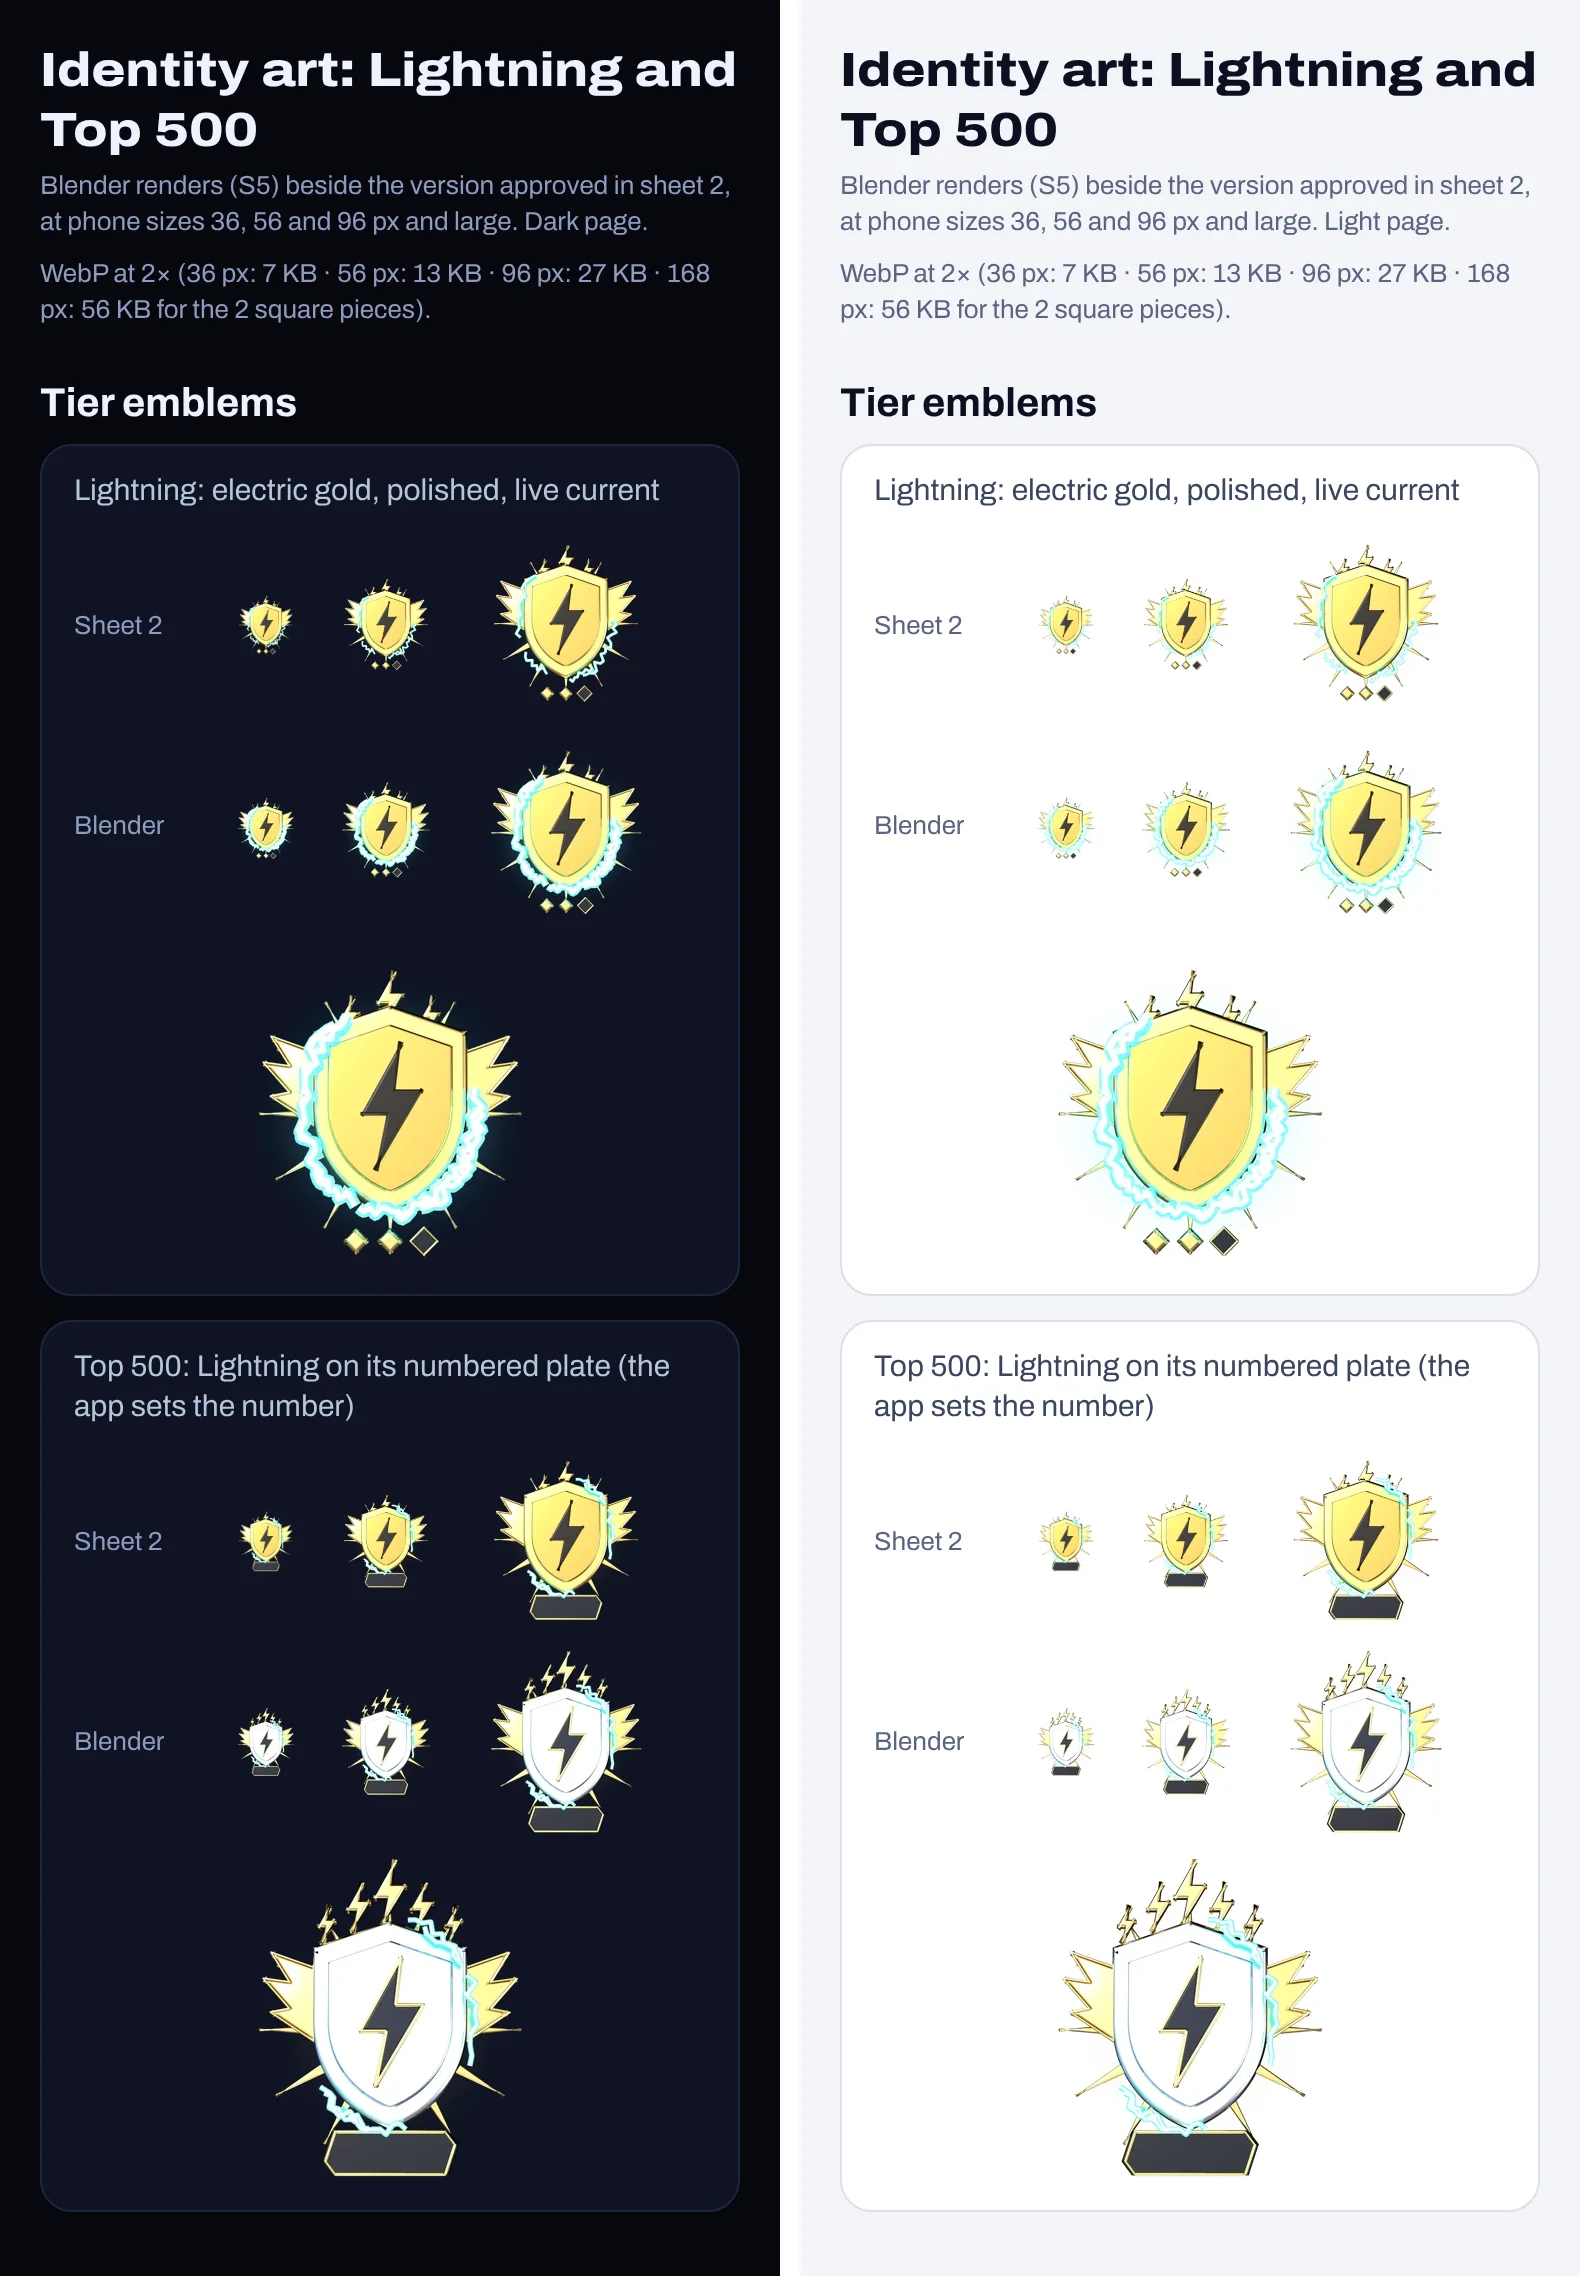 Identity art: Lightning and
Top 500
Blender renders (S5) beside the version approved in sheet 2,
at phone sizes 36, 56 and 96 px and large. Dark page.
WebP at 2× (36 px: 7 KB · 56 px: 13 KB · 96 px: 27 KB · 168
px: 56 KB for the 2 square pieces).
Tier emblems
Lightning: electric gold, polished, live current
Sheet 2
Blender
Top 500: Lightning on its numbered plate (the
app sets the number)
Sheet 2
Blender
Identity art: Lightning and
Top 500
Blender renders (S5) beside the version approved in sheet 2,
at phone sizes 36, 56 and 96 px and large. Light page.
WebP at 2× (36 px: 7 KB · 56 px: 13 KB · 96 px: 27 KB · 168
px: 56 KB for the 2 square pieces).
Tier emblems
Lightning: electric gold, polished, live current
Sheet 2
Blender
Top 500: Lightning on its numbered plate (the
app sets the number)
Sheet 2
Blender